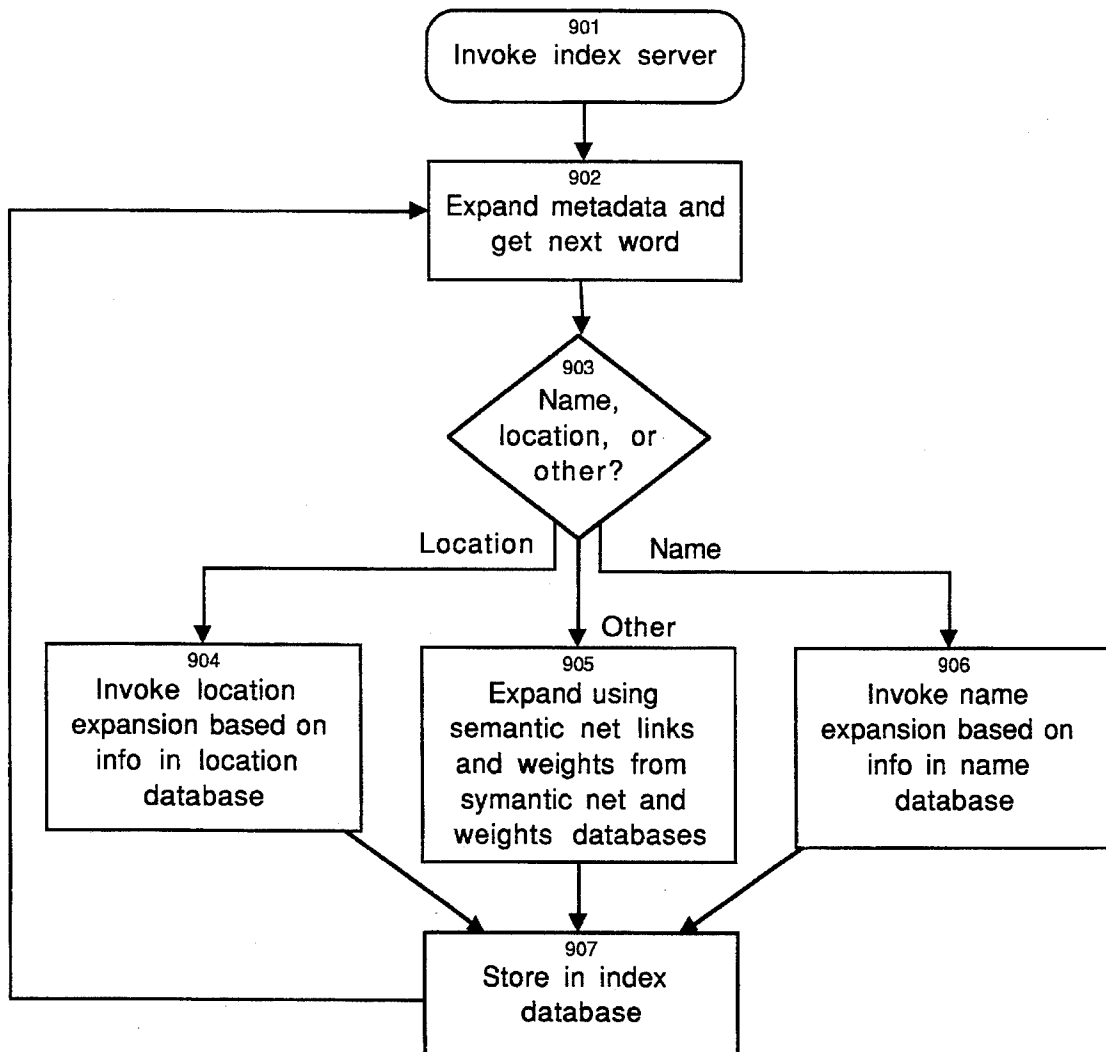 901
Invoke index server
902
Expand metadata and
get next word
903
Name,
location, or
other?
Location
Name
Other
904
Invoke location
expansion based on
info in location
database
905
Expand using
semantic net links
and weights from
symantic net and
weights databases
906
Invoke name
expansion based on
info in name
database
907
Store in index
database